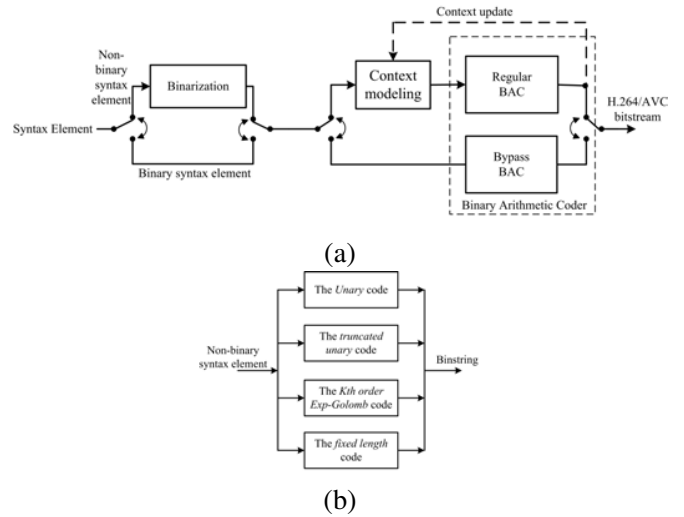 Context update
Non-
binary
syntax
element
Binarization
Context
modeling
Regular
BAC
H.264/AVC
bitstream
Syntax Element
Binary syntax element
Bypass
BAC
Binary Arithmetic Coder
(a)
The Unary code
The truncated
unary code
Non-binary
syntax element
Binstring
The Kth order
Exp-Golomb code
The fixed length
code
(b)